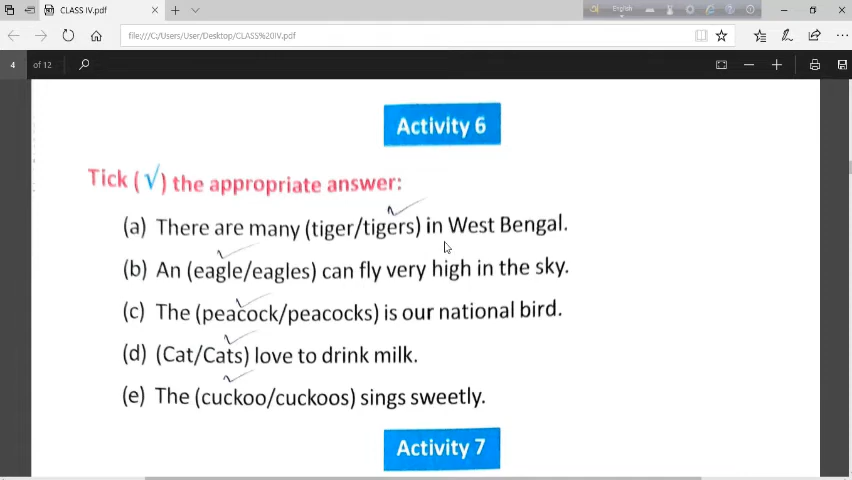 CLASS IV.pdf
English
file:///C:/Users/User/Desktop/CLASS%20IV.pdf
4 of 12
Activity 6
Tick (√) the appropriate answer:
(a) There are many (tiger/tigers) in West Bengal.
(b) An (eagle/eagles) can fly very high in the sky.
(c) The (peacock/peacocks) is our national bird.
(d) (Cat/Cats) love to drink milk.
(e) The (cuckoo/cuckoos) sings sweetly.
Activity 7